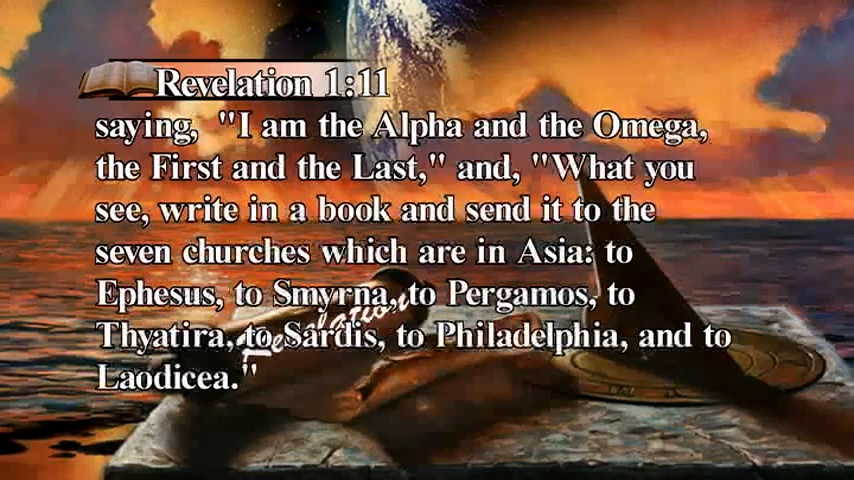 Revelation 1:11
saying, "I am the Alpha and the Omega,
the First and the Last," and, "What you
see, write in a book and send it to the
seven churches which are in Asia: to
Ephesus, to Smyrna, to Pergamos, to
Thyatira, to Sardis, to Philadelphia, and to
Laodicea."
Revelation